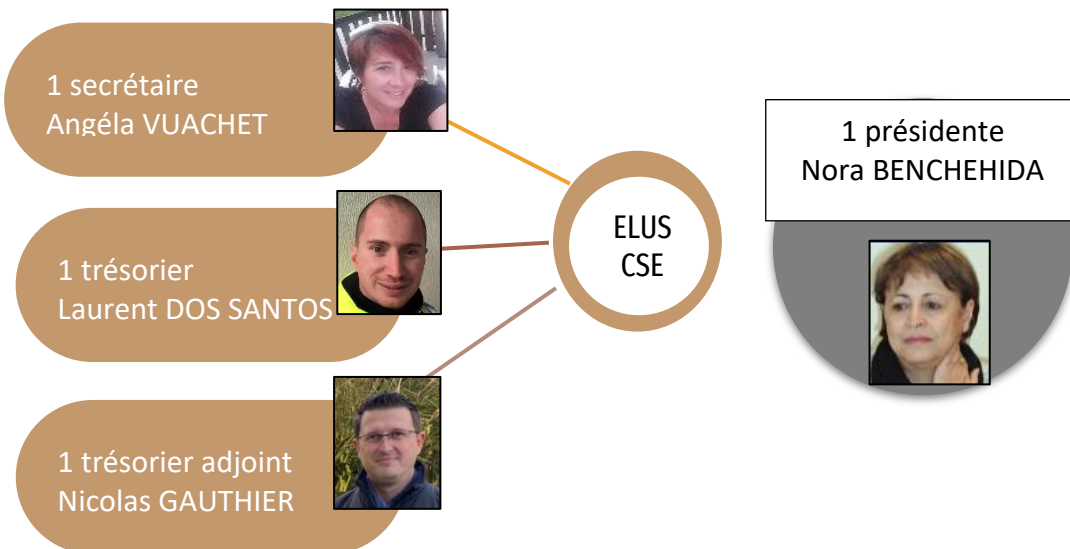 1 secrétaire
Angéla VUACHET
1 trésorier
Laurent DOS SANTOS
1 trésorier adjoint
Nicolas GAUTHIER
ELUS
CSE
1 présidente
Nora BENCHEHIDA